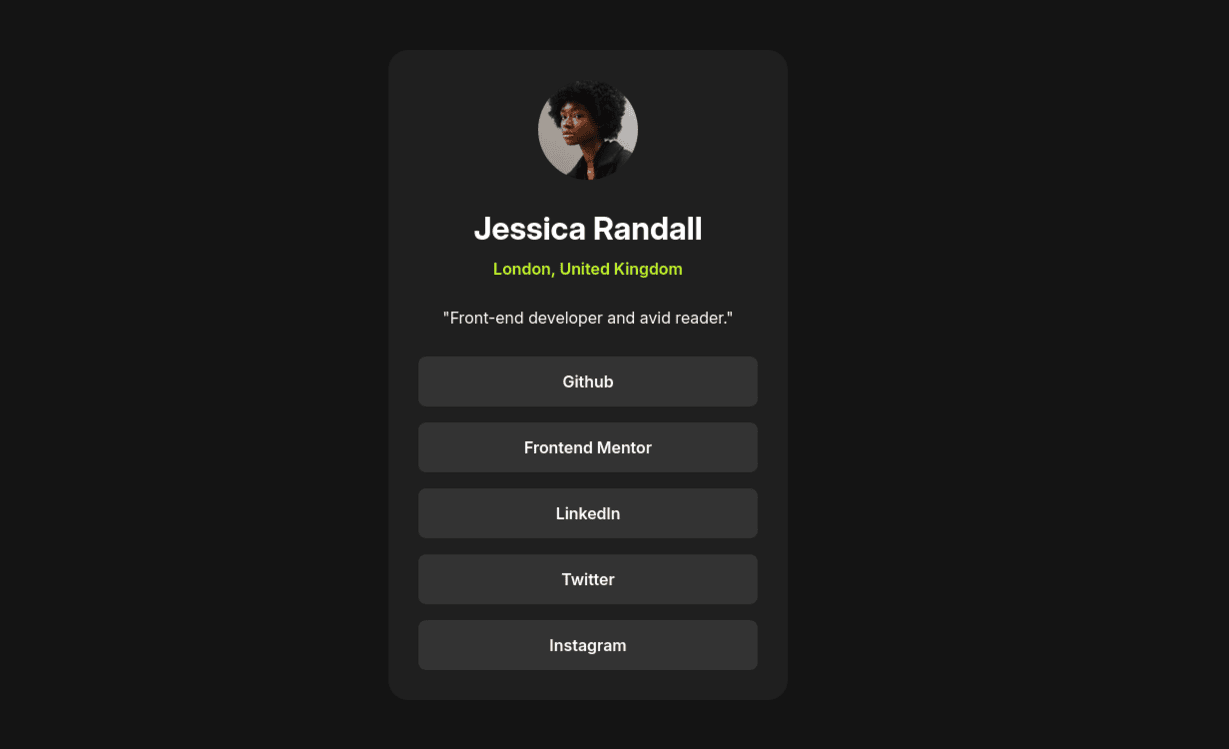 Jessica Randall
London, United Kingdom
"Front-end developer and avid reader."
Github
Frontend Mentor
LinkedIn
Twitter
Instagram